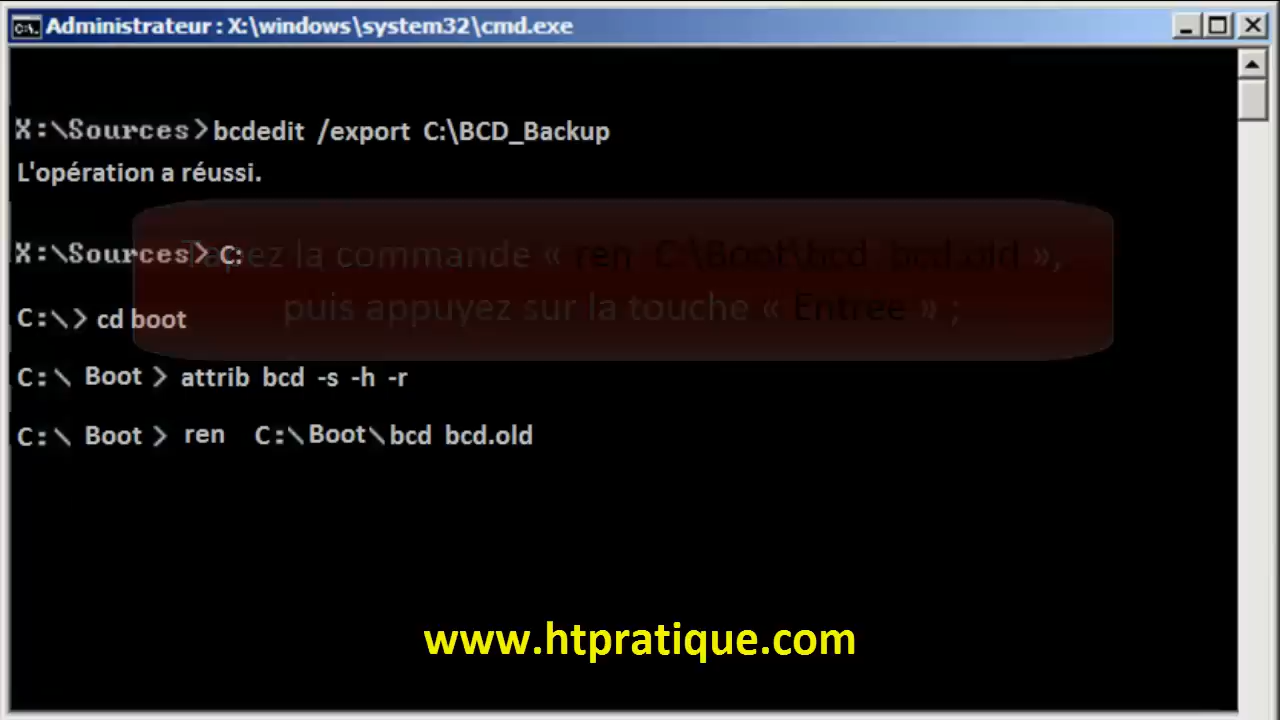 Administrateur : X:\windows\system32\cmd.exe
X:\Sources>bcdedit /export C:\BCD_Backup
L'opération a réussi.
X:\Sources> C:
Tapez la commande « ren C:\Boot\bcd bcd.old »,
puis appuyez sur la touche « Entrée » ;
C:\> cd boot
C:\ Boot > attrib bcd -s -h -r
C:\ Boot > ren C:\Boot\bcd bcd.old
www.htpratique.com